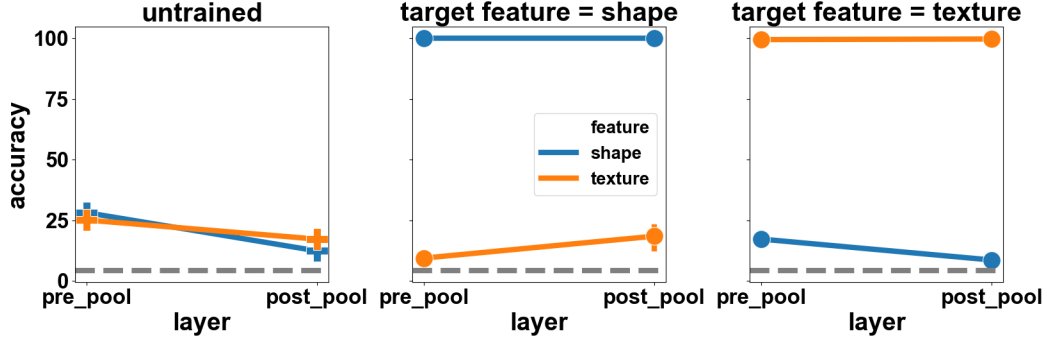 untrained
target feature = shape
target feature = texture
accuracy
100
75
50
25
0
feature
shape
texture
pre_pool
post_pool
pre_pool
post_pool
pre_pool
post_pool
layer
layer
layer